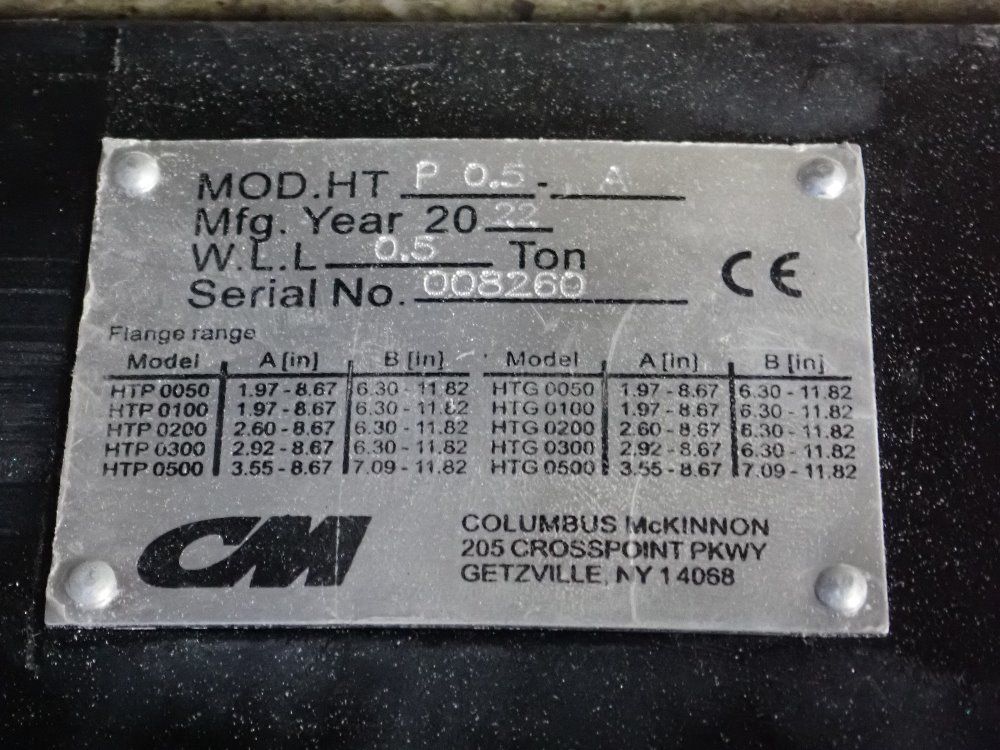 MOD.HT P 0.5 - A
Mfg. Year 20 22
W.L.L 0.5 Ton
Serial No. 008260
CE
Flange range
Model A [in] B [in] Model A [in] B [in]
HTP 0050 1.97 - 8.67 6.30 - 11.82 HTG 0050 1.97 - 8.67 6.30 - 11.82
HTP 0100 1.97 - 8.67 6.30 - 11.82 HTG 0100 1.97 - 8.67 6.30 - 11.82
HTP 0200 2.60 - 8.67 6.30 - 11.82 HTG 0200 2.60 - 8.67 6.30 - 11.82
HTP 0300 2.92 - 8.67 6.30 - 11.82 HTG 0300 2.92 - 8.67 6.30 - 11.82
HTP 0500 3.55 - 8.67 7.09 - 11.82 HTG 0500 3.55 - 8.67 7.09 - 11.82
CM
COLUMBUS McKINNON
205 CROSSPOINT PKWY
GETZVILLE, NY 14068